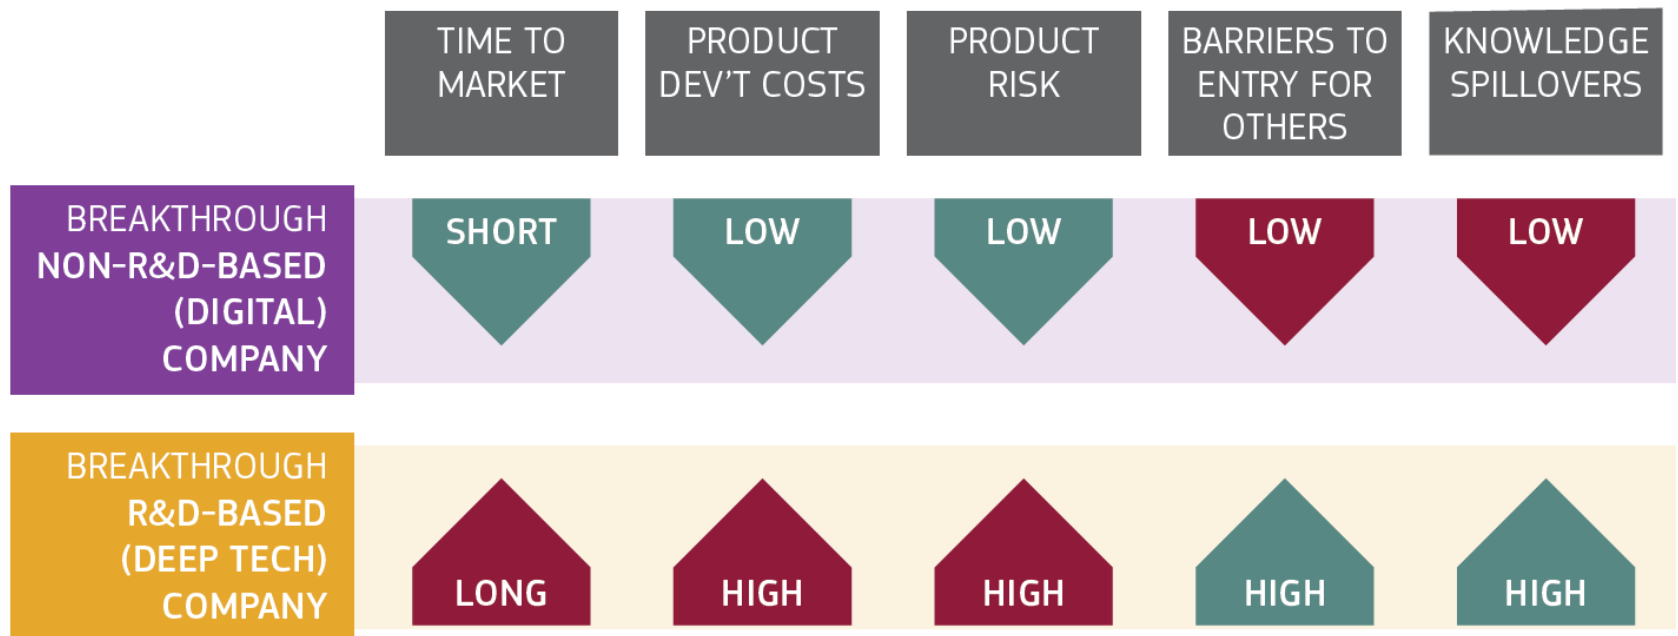 TIME TO
MARKET
PRODUCT
DEV'T COSTS
PRODUCT
RISK
BARRIERS TO
ENTRY FOR
OTHERS
KNOWLEDGE
SPILLOVERS
BREAKTHROUGH
NON-R&D-BASED
(DIGITAL)
COMPANY
SHORT
LOW
LOW
LOW
LOW
BREAKTHROUGH
R&D-BASED
(DEEP TECH)
COMPANY
LONG
HIGH
HIGH
HIGH
HIGH